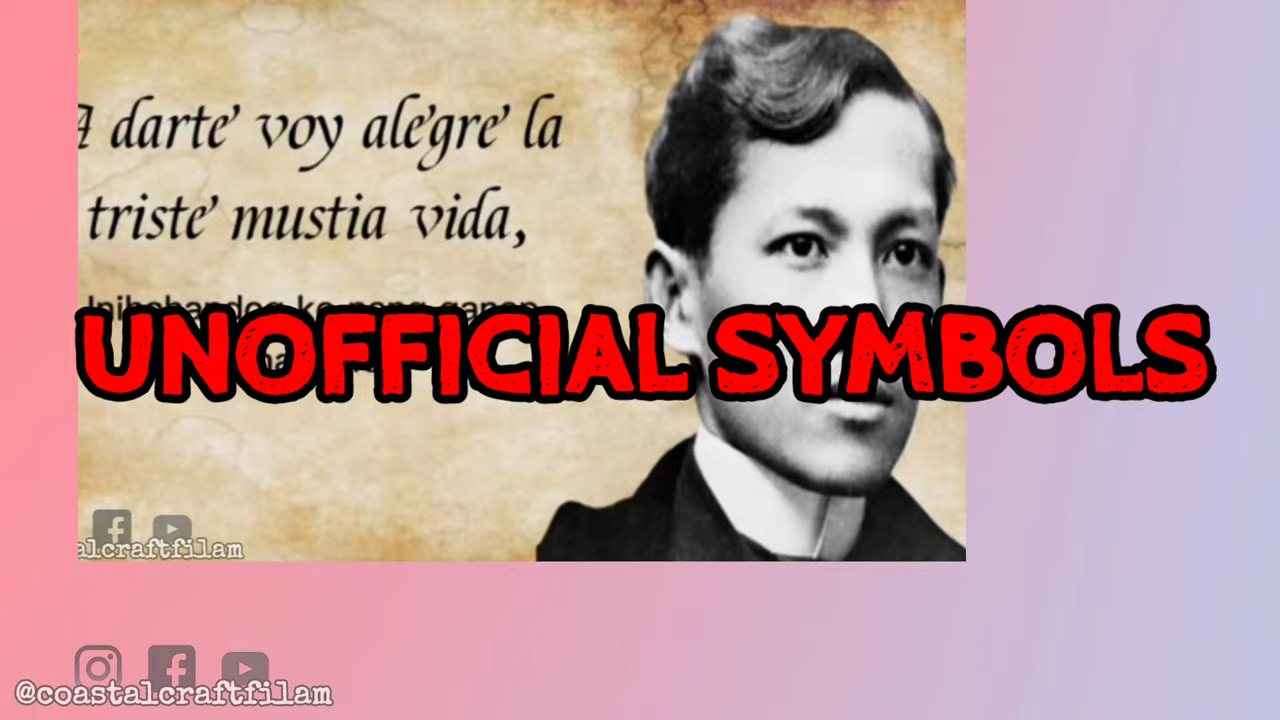 A darte voy alegre la
triste mustia vida,
UNOFFICIAL SYMBOLS
alcraftfilam
@coastalcraftfilam